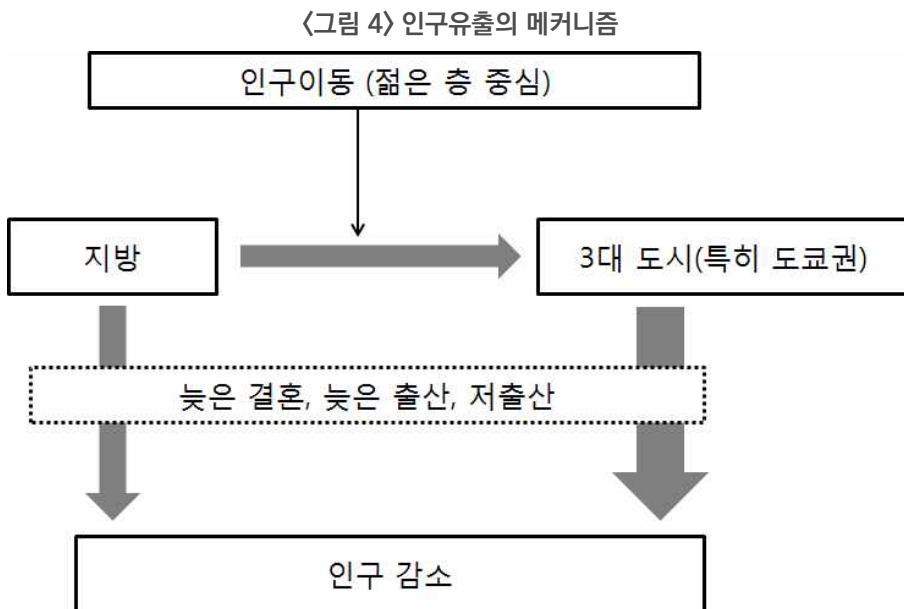 〈그림 4〉 인구유출의 메커니즘
인구이동 (젊은 층 중심)
지방
3대 도시(특히 도쿄권)
늦은 결혼, 늦은 출산, 저출산
인구 감소